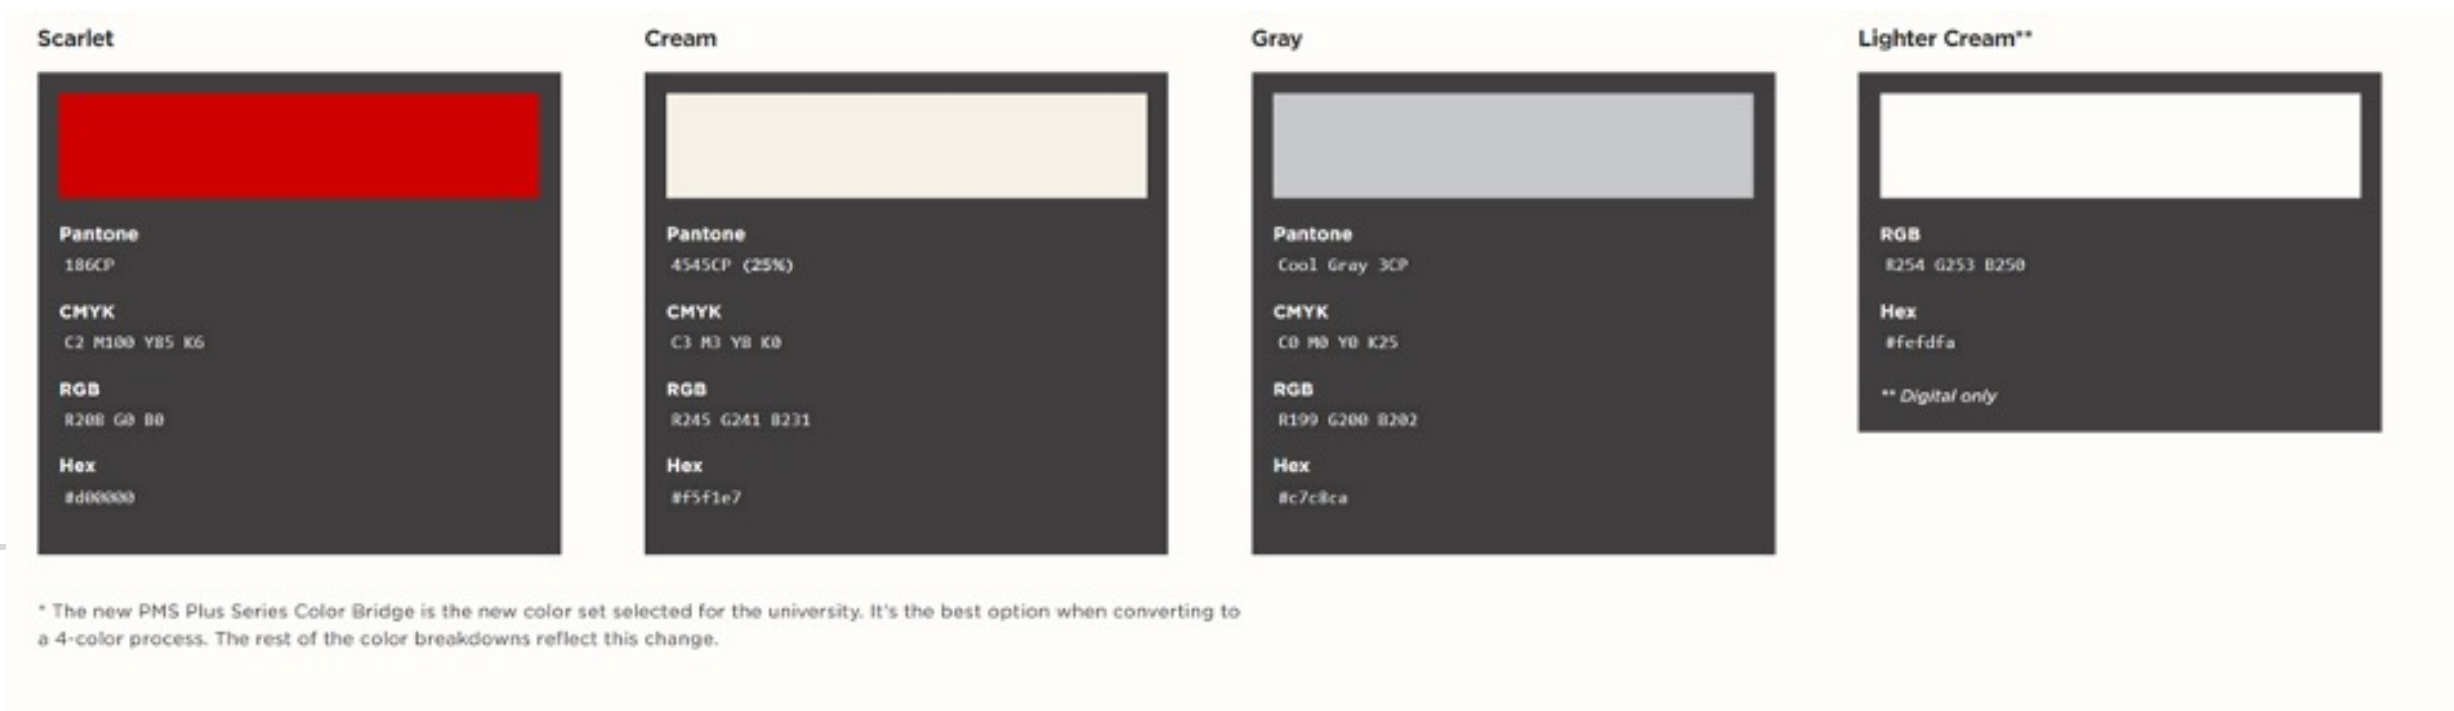 Scarlet
Pantone
186CP
CMYK
C2 M100 Y85 K6
RGB
R208 G0 B0
Hex
#d00000
Cream
Pantone
4545CP (25%)
CMYK
C3 M3 Y8 K0
RGB
R245 G241 B231
Hex
#f5f1e7
Gray
Pantone
Cool Gray 3CP
CMYK
C0 M0 Y0 K25
RGB
R199 G200 B202
Hex
#c7c8ca
Lighter Cream**
RGB
R254 G253 B250
Hex
#fefdfa
** Digital only
* The new PMS Plus Series Color Bridge is the new color set selected for the university. It's the best option when converting to
a 4-color process. The rest of the color breakdowns reflect this change.